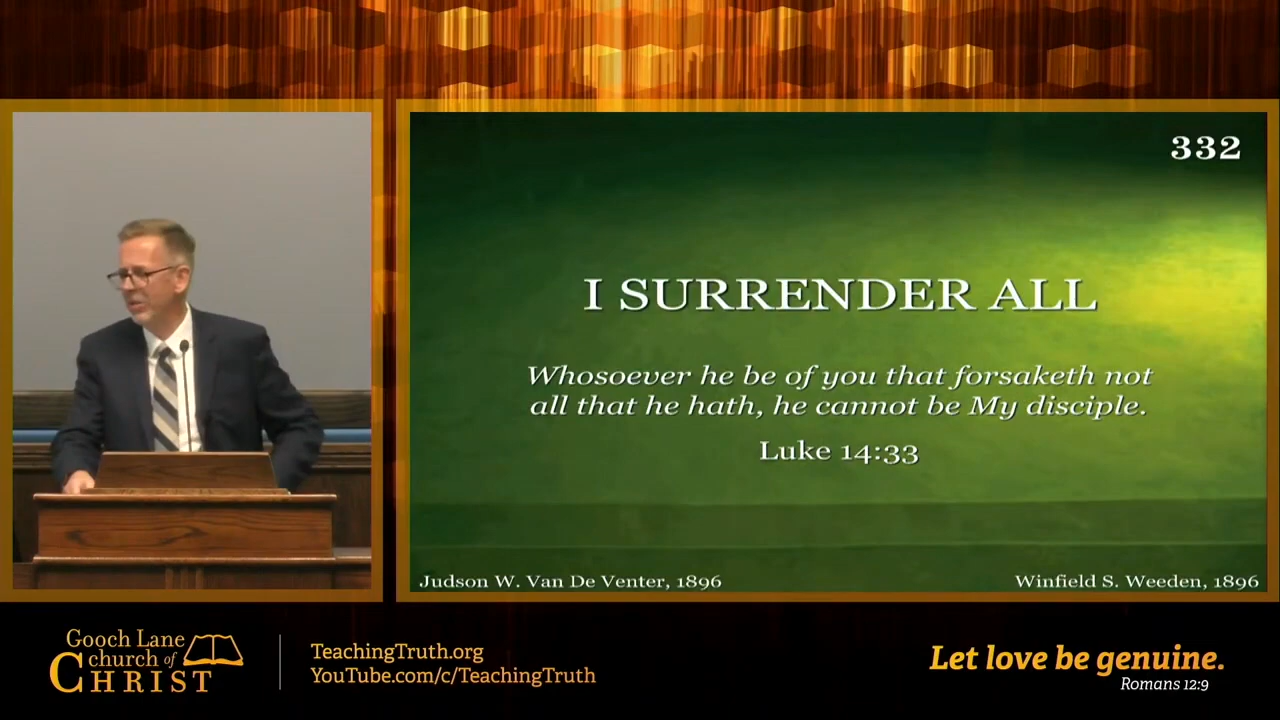 332
I SURRENDER ALL
Whosoever he be of you that forsaketh not
all that he hath, he cannot be My disciple.
Luke 14:33
Judson W. Van De Venter, 1896
Winfield S. Weeden, 1896
Gooch Lane
church of
CHRIST
TeachingTruth.org
YouTube.com/c/TeachingTruth
Let love be genuine.
Romans 12:9